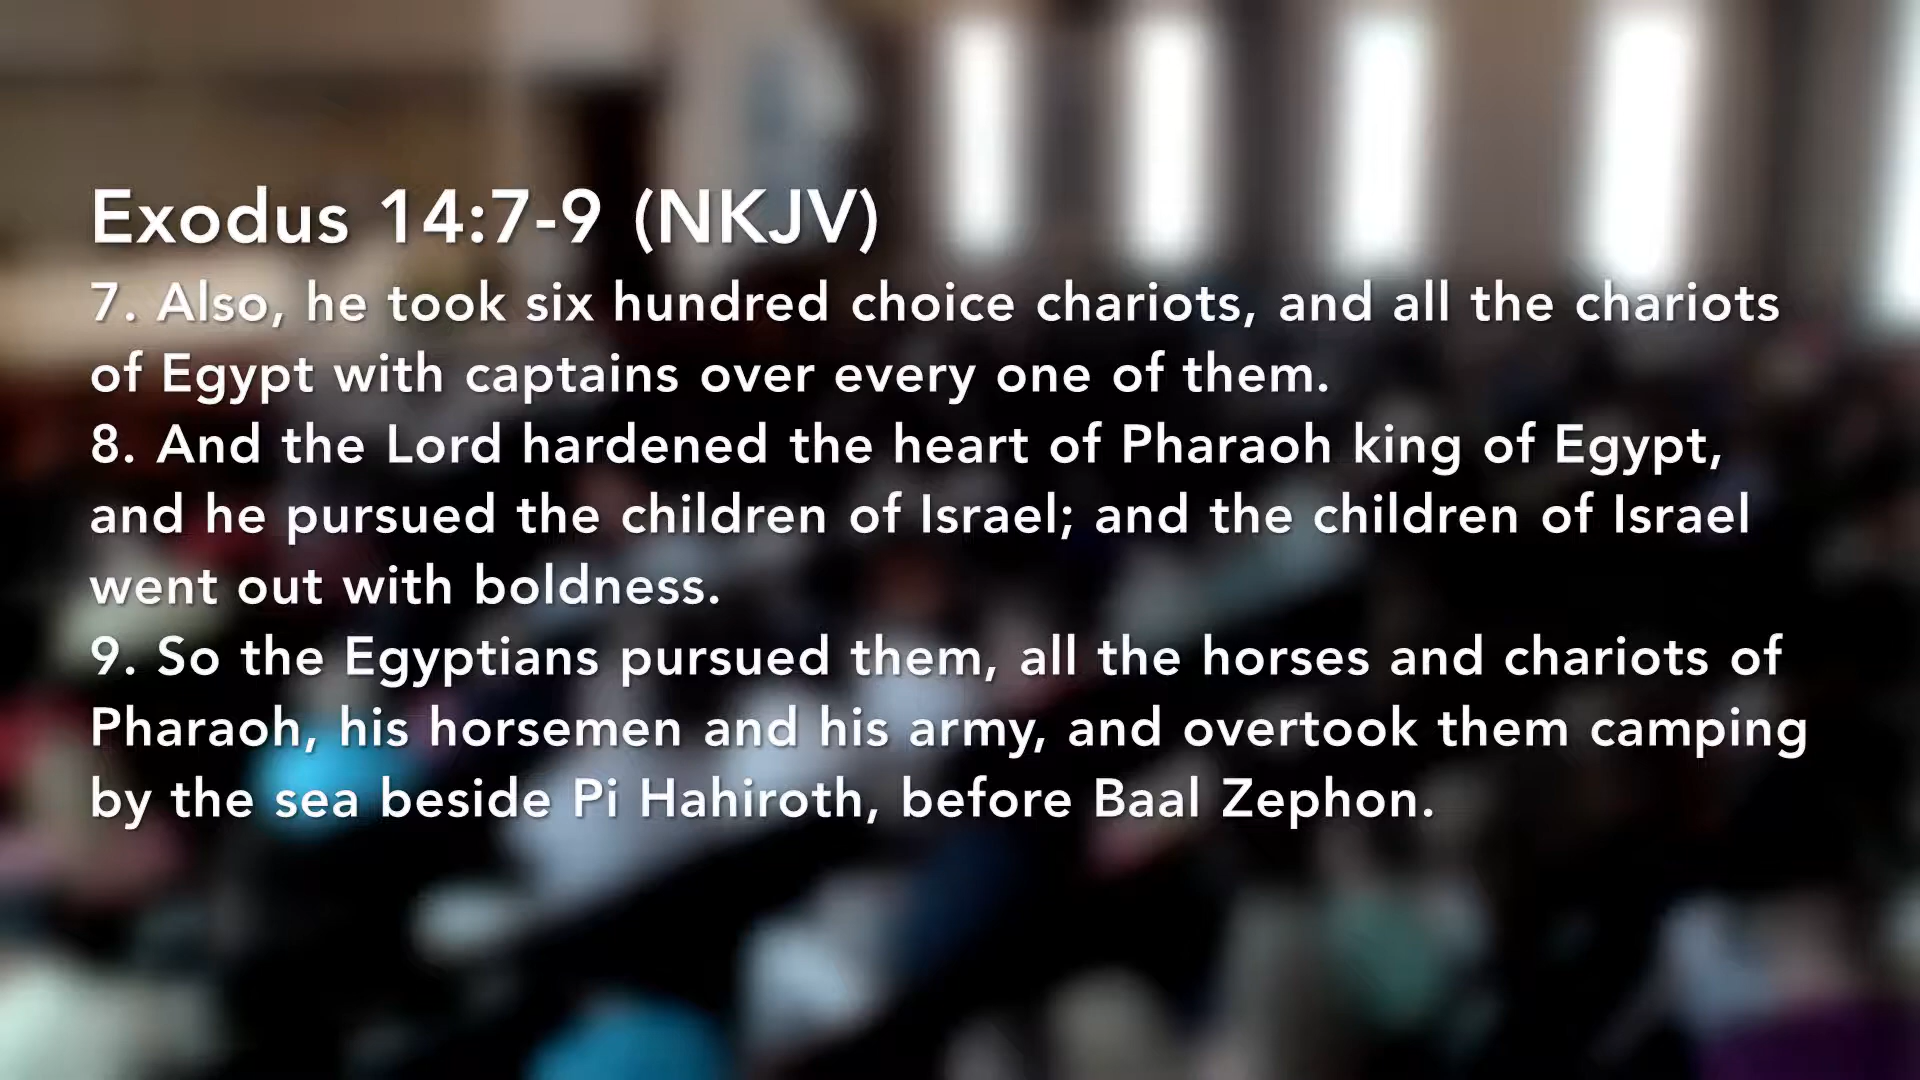 Exodus 14:7-9 (NKJV)
7. Also, he took six hundred choice chariots, and all the chariots
of Egypt with captains over every one of them.
8. And the Lord hardened the heart of Pharaoh king of Egypt,
and he pursued the children of Israel; and the children of Israel
went out with boldness.
9. So the Egyptians pursued them, all the horses and chariots of
Pharaoh, his horsemen and his army, and overtook them camping
by the sea beside Pi Hahiroth, before Baal Zephon.